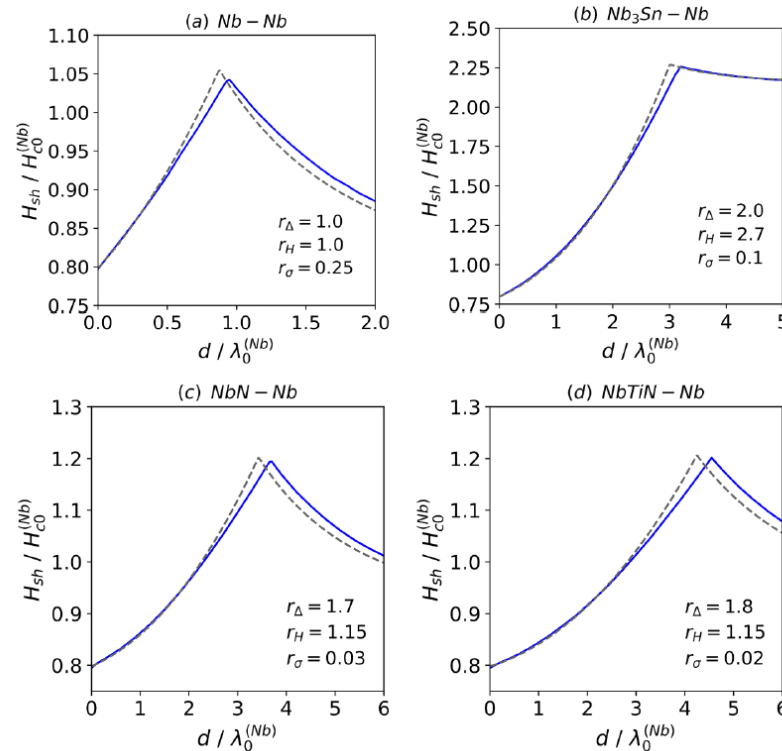 (a) Nb – Nb
1.10
1.05
1.00
0.95
0.90
0.85
0.80
0.75
H_sh / H_c0^(Nb)
r_Δ = 1.0
r_H = 1.0
r_σ = 0.25
0.0 0.5 1.0 1.5 2.0
d / λ_0^(Nb)
(b) Nb_3Sn – Nb
2.50
2.25
2.00
1.75
1.50
1.25
1.00
0.75
H_sh / H_c0^(Nb)
r_Δ = 2.0
r_H = 2.7
r_σ = 0.1
0 1 2 3 4 5
d / λ_0^(Nb)
(c) NbN – Nb
1.3
1.2
1.1
1.0
0.9
0.8
H_sh / H_c0^(Nb)
r_Δ = 1.7
r_H = 1.15
r_σ = 0.03
0 1 2 3 4 5 6
d / λ_0^(Nb)
(d) NbTiN – Nb
1.3
1.2
1.1
1.0
0.9
0.8
H_sh / H_c0^(Nb)
r_Δ = 1.8
r_H = 1.15
r_σ = 0.02
0 1 2 3 4 5 6
d / λ_0^(Nb)